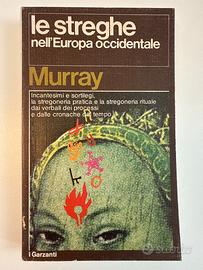 le streghe
nell'Europa occidentale
Murray
Incantesimi e sortilegi,
la stregoneria pratica e la stregoneria rituale
dai verbali dei processi
e dalle cronache del tempo
i Garzanti
subito